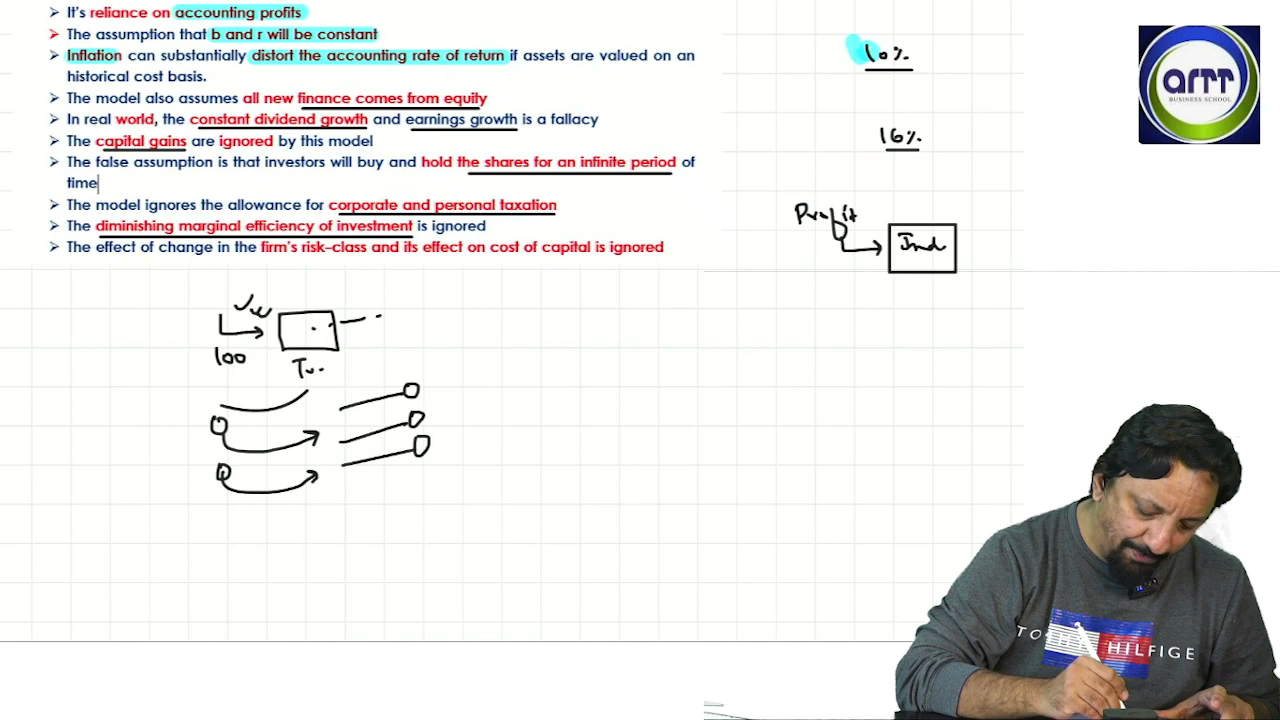 ➢ It's reliance on accounting profits
➢ The assumption that b and r will be constant
➢ Inflation can substantially distort the accounting rate of return if assets are valued on an
historical cost basis.
➢ The model also assumes all new finance comes from equity
➢ In real world, the constant dividend growth and earnings growth is a fallacy
➢ The capital gains are ignored by this model
➢ The false assumption is that investors will buy and hold the shares for an infinite period of
time
➢ The model ignores the allowance for corporate and personal taxation
➢ The diminishing marginal efficiency of investment is ignored
➢ The effect of change in the firm's risk–class and its effect on cost of capital is ignored
10%
16%
Profit
100
artt
BUSINESS SCHOOL
HILFIGE